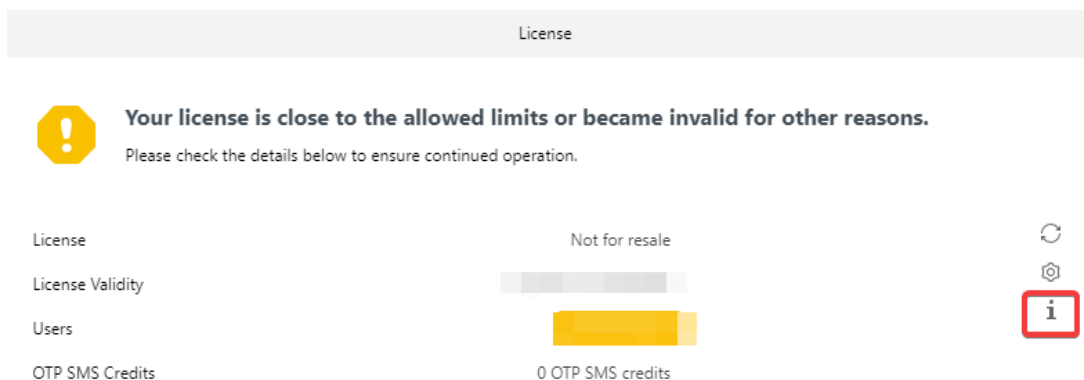 License
Your license is close to the allowed limits or became invalid for other reasons.
Please check the details below to ensure continued operation.
License Not for resale
License Validity
Users
OTP SMS Credits 0 OTP SMS credits